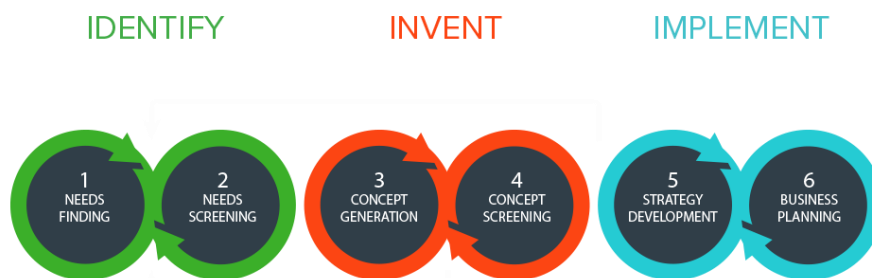 IDENTIFY
INVENT
IMPLEMENT
1
NEEDS
FINDING
2
NEEDS
SCREENING
3
CONCEPT
GENERATION
4
CONCEPT
SCREENING
5
STRATEGY
DEVELOPMENT
6
BUSINESS
PLANNING